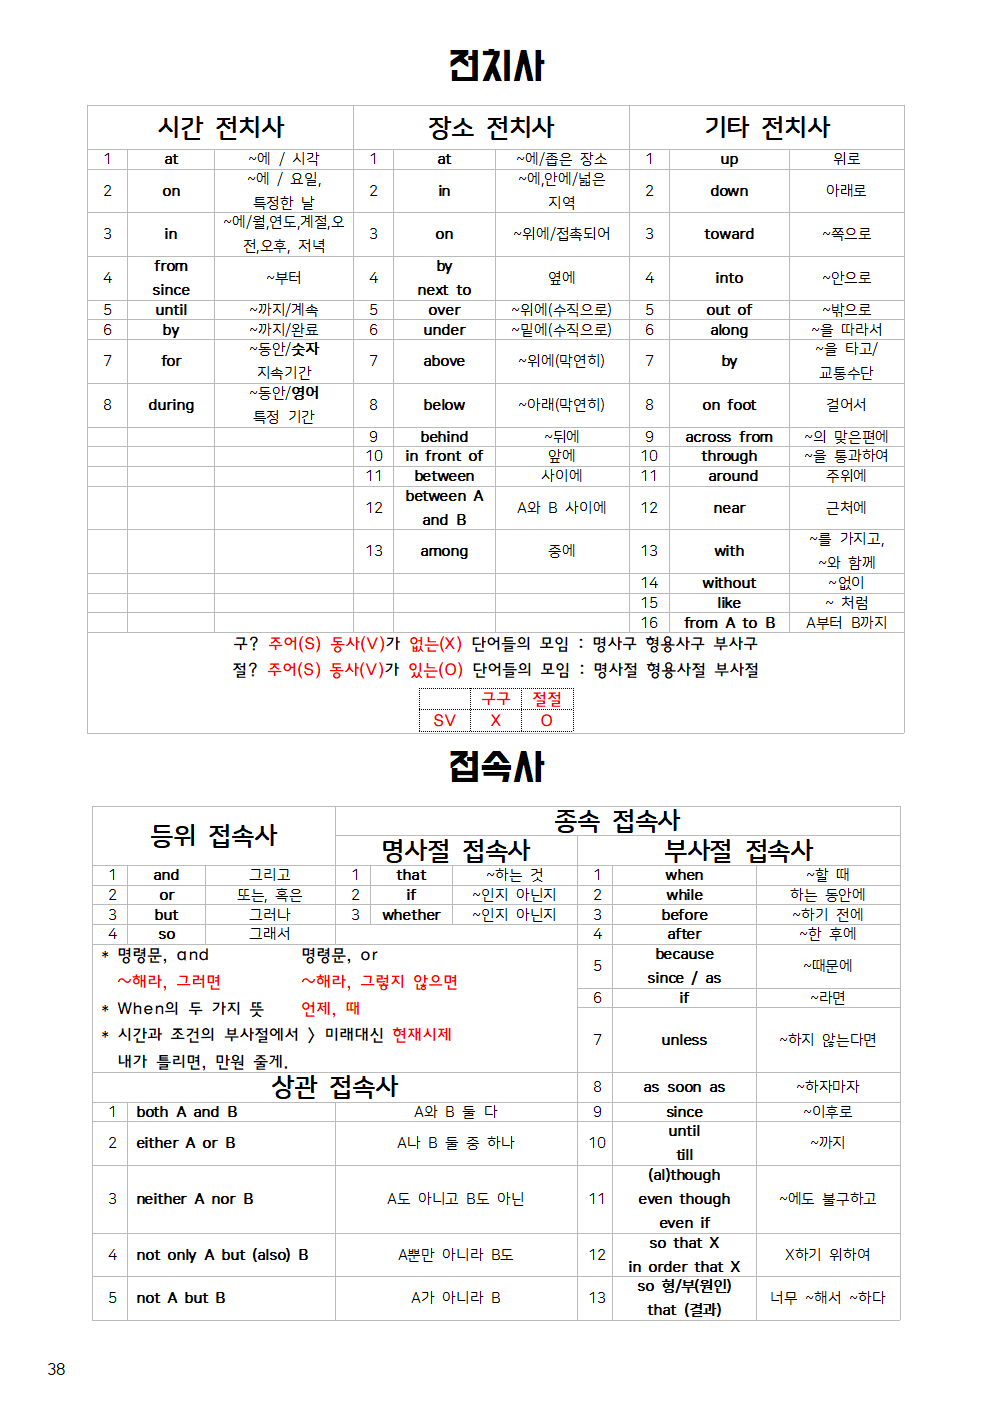 전치사
시간 전치사 장소 전치사 기타 전치사
1 at ~에 / 시각 1 at ~에/좁은 장소 1 up 위로
2 on ~에 / 요일, 특정한 날 2 in ~에,안에/넓은 지역 2 down 아래로
3 in ~에/월,연도,계절,오전,오후, 저녁 3 on ~위에/접촉되어 3 toward ~쪽으로
4 from since ~부터 4 by next to 옆에 4 into ~안으로
5 until ~까지/계속 5 over ~위에(수직으로) 5 out of ~밖으로
6 by ~까지/완료 6 under ~밑에(수직으로) 6 along ~을 따라서
7 for ~동안/숫자 지속기간 7 above ~위에(막연히) 7 by ~을 타고/ 교통수단
8 during ~동안/영어 특정 기간 8 below ~아래(막연히) 8 on foot 걸어서
9 behind ~뒤에 9 across from ~의 맞은편에
10 in front of 앞에 10 through ~을 통과하여
11 between 사이에 11 around 주위에
12 between A and B A와 B 사이에 12 near 근처에
13 among 중에 13 with ~를 가지고, ~와 함께
14 without ~없이
15 like ~ 처럼
16 from A to B A부터 B까지
구? 주어(S) 동사(V)가 없는(X) 단어들의 모임 : 명사구 형용사구 부사구
절? 주어(S) 동사(V)가 있는(O) 단어들의 모임 : 명사절 형용사절 부사절
구구 절절
SV X O
접속사
등위 접속사 종속 접속사
명사절 접속사 부사절 접속사
1 and 그리고 1 that ~하는 것 1 when ~할 때
2 or 또는, 혹은 2 if ~인지 아닌지 2 while 하는 동안에
3 but 그러나 3 whether ~인지 아닌지 3 before ~하기 전에
4 so 그래서 4 after ~한 후에
* 명령문, and 명령문, or
~해라, 그러면 ~해라, 그렇지 않으면
* When의 두 가지 뜻 언제, 때
* 시간과 조건의 부사절에서 > 미래대신 현재시제
내가 틀리면, 만원 줄게.
5 because since / as ~때문에
6 if ~라면
7 unless ~하지 않는다면
상관 접속사 8 as soon as ~하자마자
1 both A and B A와 B 둘 다 9 since ~이후로
2 either A or B A나 B 둘 중 하나 10 until till ~까지
3 neither A nor B A도 아니고 B도 아닌 11 (al)though even though even if ~에도 불구하고
4 not only A but (also) B A뿐만 아니라 B도 12 so that X in order that X X하기 위하여
5 not A but B A가 아니라 B 13 so 형/부(원인) that (결과) 너무 ~해서 ~하다
38